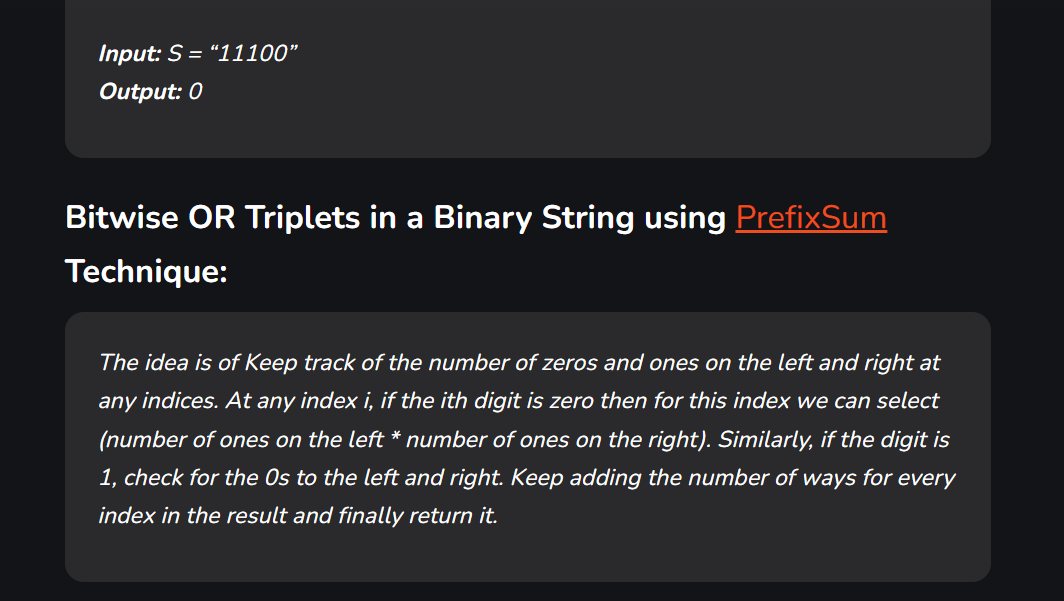 Input: S = “11100”
Output: 0
Bitwise OR Triplets in a Binary String using PrefixSum
Technique:
The idea is of Keep track of the number of zeros and ones on the left and right at
any indices. At any index i, if the ith digit is zero then for this index we can select
(number of ones on the left * number of ones on the right). Similarly, if the digit is
1, check for the 0s to the left and right. Keep adding the number of ways for every
index in the result and finally return it.